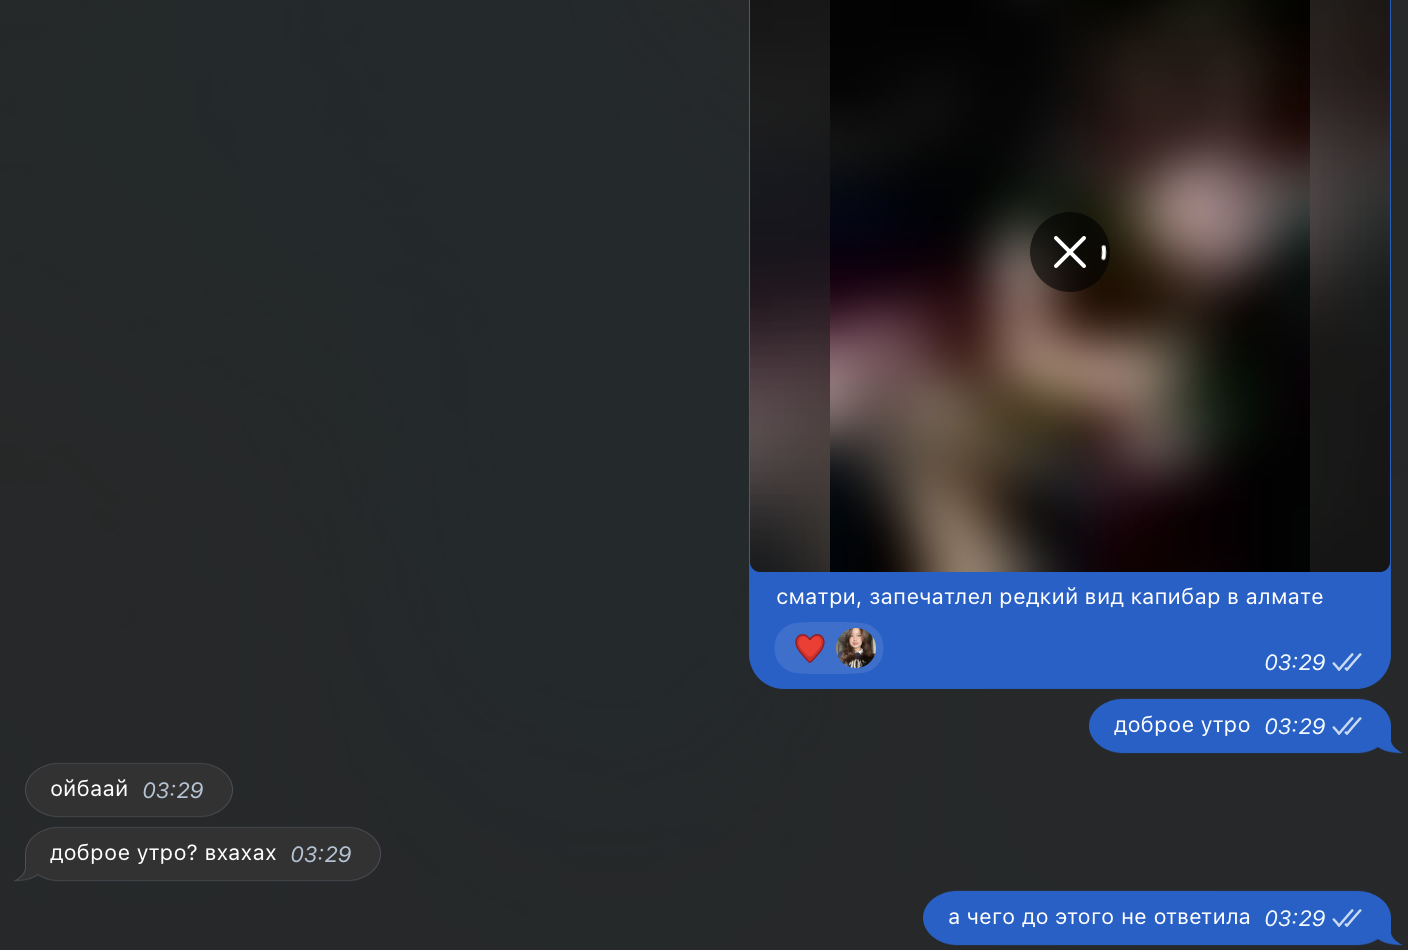 сматри, запечатлел редкий вид капибар в алмате
03:29
доброе утро 03:29
ойбаай 03:29
доброе утро? вхахах 03:29
а чего до этого не ответила 03:29